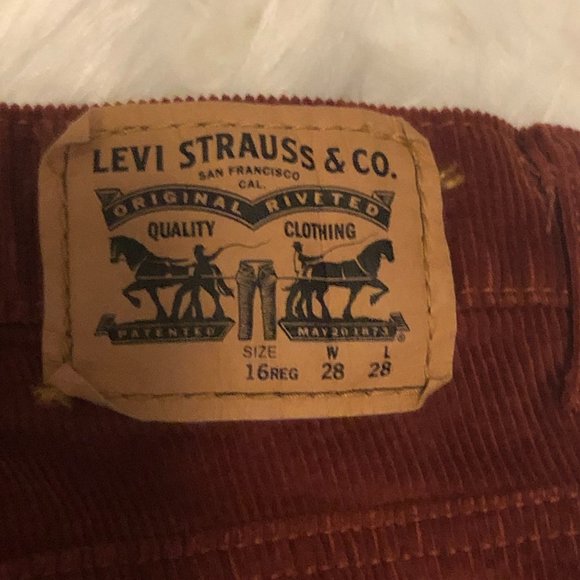 LEVI STRAUSS & CO.
SAN FRANCISCO
CAL.
ORIGINAL RIVETED
QUALITY CLOTHING
PATENTED MAY 20 1873 ®
SIZE W L
16REG 28 28